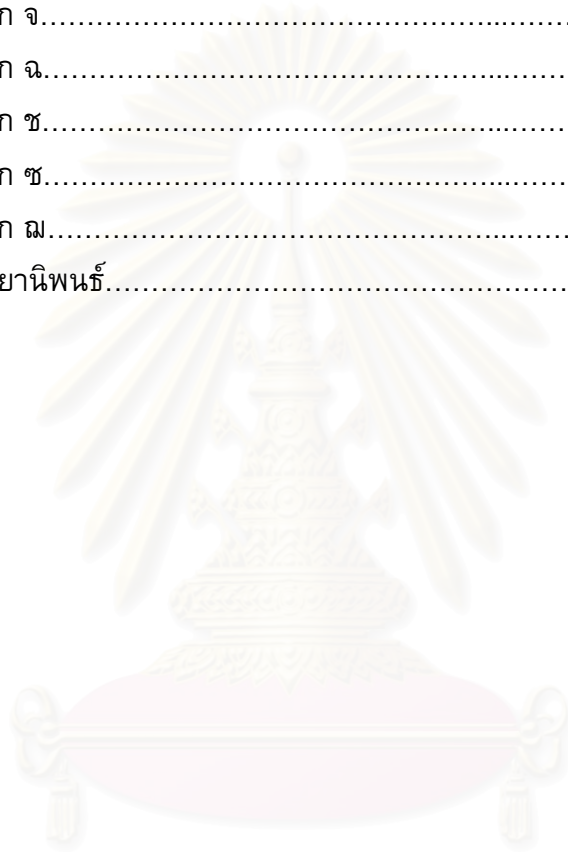 ก จ……………………………………………...………
ก ฉ……………………………………………...………
ก ช……………………………………………...………
ก ซ……………………………………………...………
ก ฌ……………………………………………...………
ยานิพนธ์………………………………………………